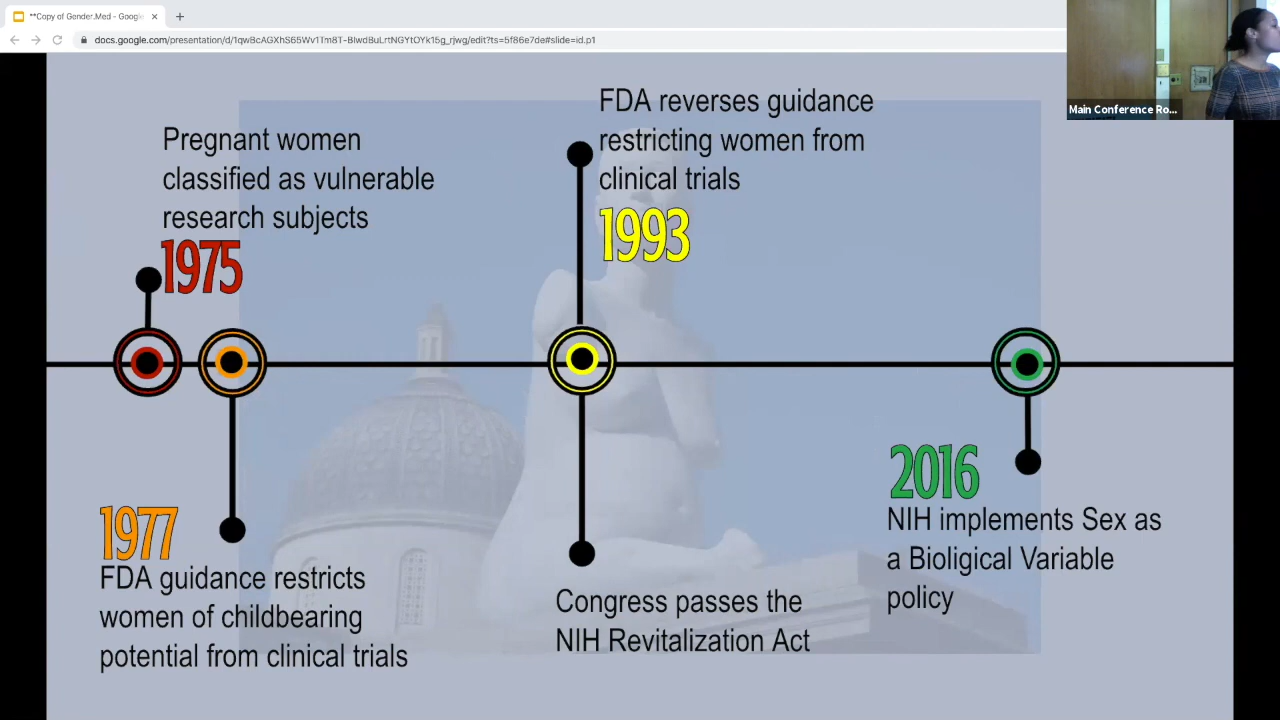 **Copy of Gender.Med - Google
docs.google.com/presentation/d/1qwBcAGXhS65Wv1Tm8T-BIwdBuLrtNGYtOYk15g_rjwg/edit?ts=5f86e7de#slide=id.p1
Main Conference Ro...
Pregnant women
classified as vulnerable
research subjects
1975
FDA reverses guidance
restricting women from
clinical trials
1993
1977
FDA guidance restricts
women of childbearing
potential from clinical trials
Congress passes the
NIH Revitalization Act
2016
NIH implements Sex as
a Bioligical Variable
policy